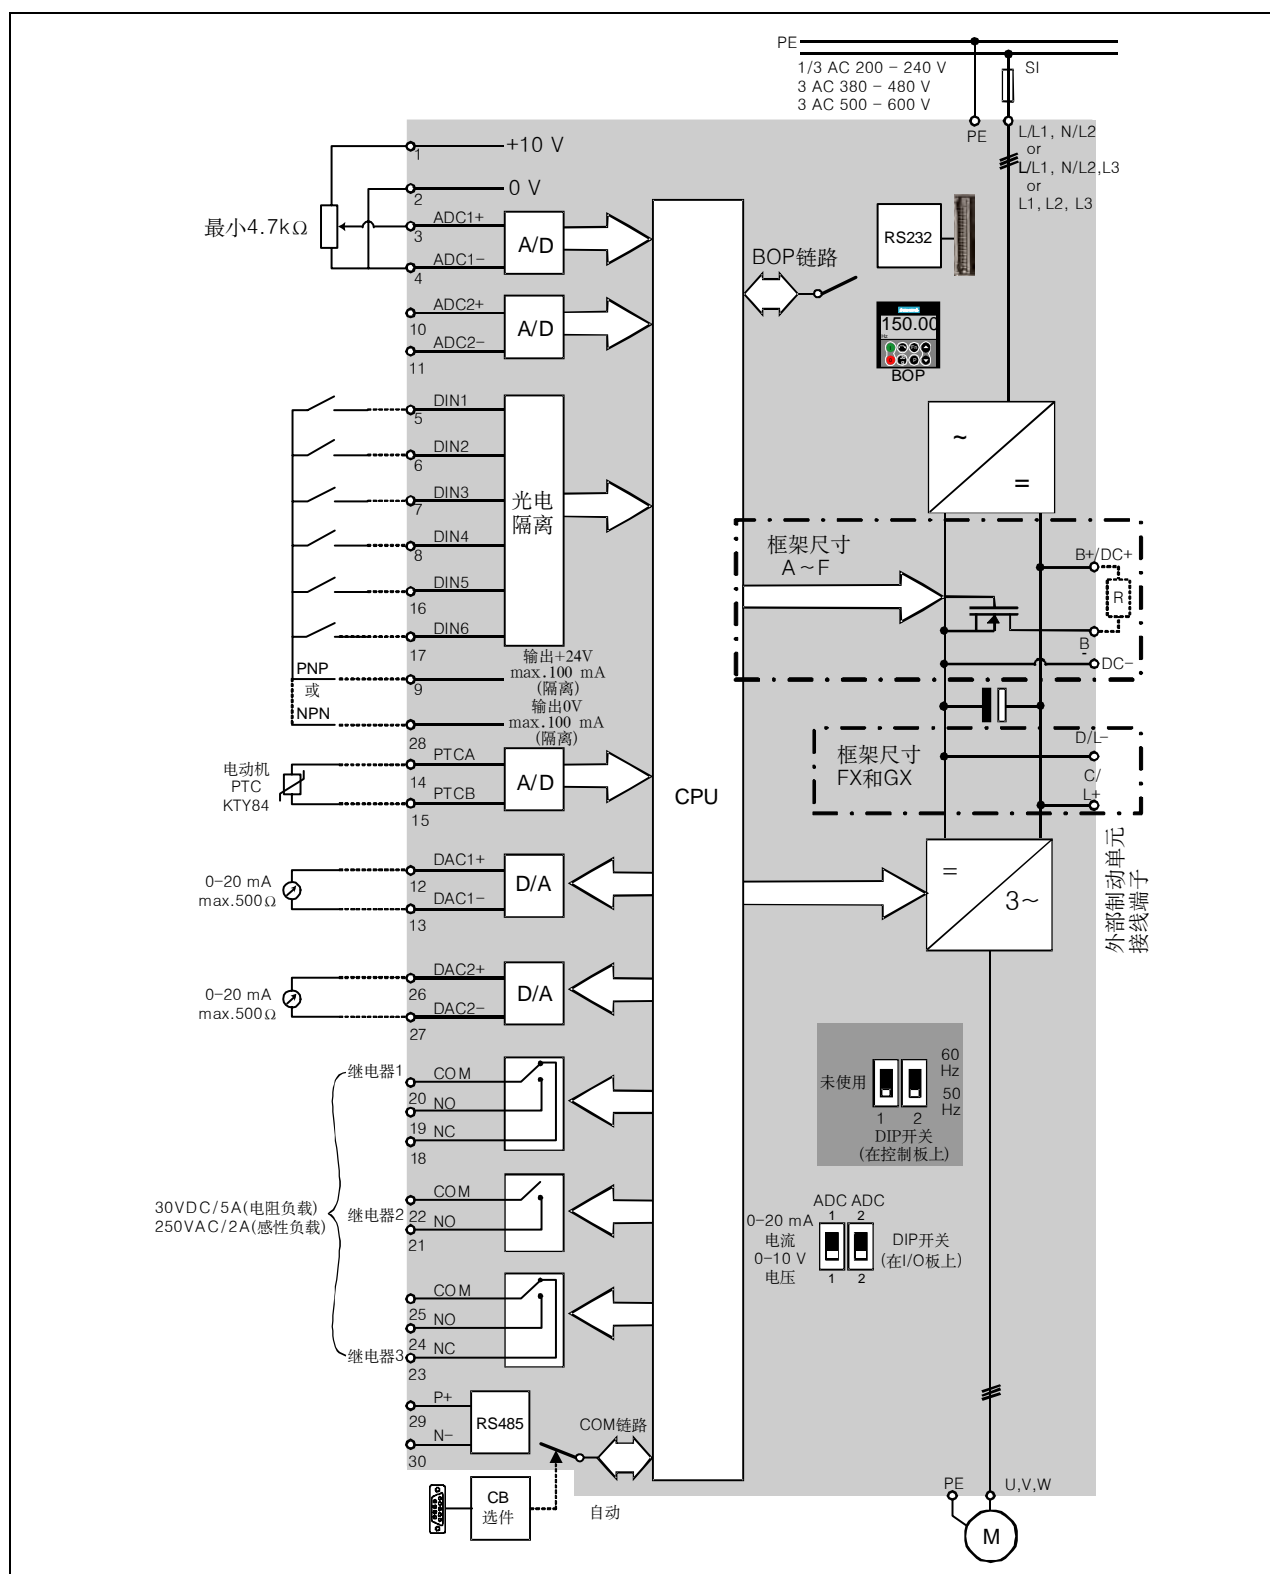 PE
1/3 AC 200 - 240 V
3 AC 380 - 480 V
3 AC 500 - 600 V
SI
PE
L/L1, N/L2
or
L/L1, N/L2,L3
or
L1, L2, L3
1
+10 V
2
0 V
最小4.7kΩ
3
ADC1+
4
ADC1-
A/D
10
ADC2+
11
ADC2-
A/D
BOP链路
RS232
150.00
Hz
BOP
5
DIN1
6
DIN2
7
DIN3
8
DIN4
16
DIN5
17
DIN6
光电
隔离
~
=
框架尺寸
A~F
B+/DC+
R
B
-
DC-
PNP
或
NPN
9
输出+24V
max.100 mA
(隔离)
28
输出0V
max.100 mA
(隔离)
电动机
PTC
KTY84
14
PTCA
15
PTCB
A/D
CPU
框架尺寸
FX和GX
D/L-
C/
L+
外部制动单元
接线端子
=
3~
0-20 mA
max.500Ω
12
DAC1+
13
DAC1-
D/A
0-20 mA
max.500Ω
26
DAC2+
27
DAC2-
D/A
未使用
60
Hz
50
Hz
1 2
DIP开关
(在控制板上)
30VDC/5A(电阻负载)
250VAC/2A(感性负载)
继电器1
COM
20
NO
19
NC
18
继电器2
COM
22
NO
21
继电器3
COM
25
NO
24
NC
23
ADC ADC
1 2
0-20 mA
电流
0-10 V
电压
1 2
DIP开关
(在I/O板上)
P+
29
N-
30
RS485
COM链路
CB
选件
自动
PE
U,V,W
M